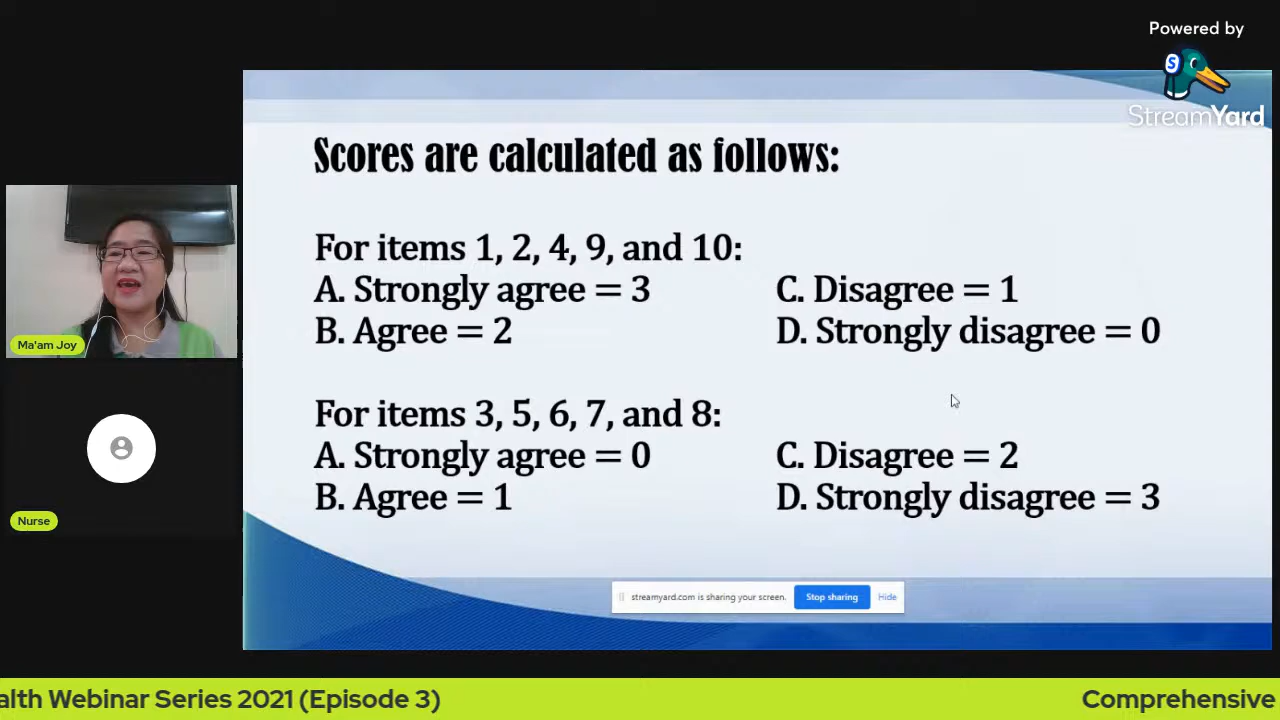 Powered by
StreamYard
Scores are calculated as follows:
For items 1, 2, 4, 9, and 10:
A. Strongly agree = 3
C. Disagree = 1
B. Agree = 2
D. Strongly disagree = 0
For items 3, 5, 6, 7, and 8:
A. Strongly agree = 0
C. Disagree = 2
B. Agree = 1
D. Strongly disagree = 3
Ma'am Joy
Nurse
streamyard.com is sharing your screen.
Stop sharing
Hide
alth Webinar Series 2021 (Episode 3)
Comprehensive